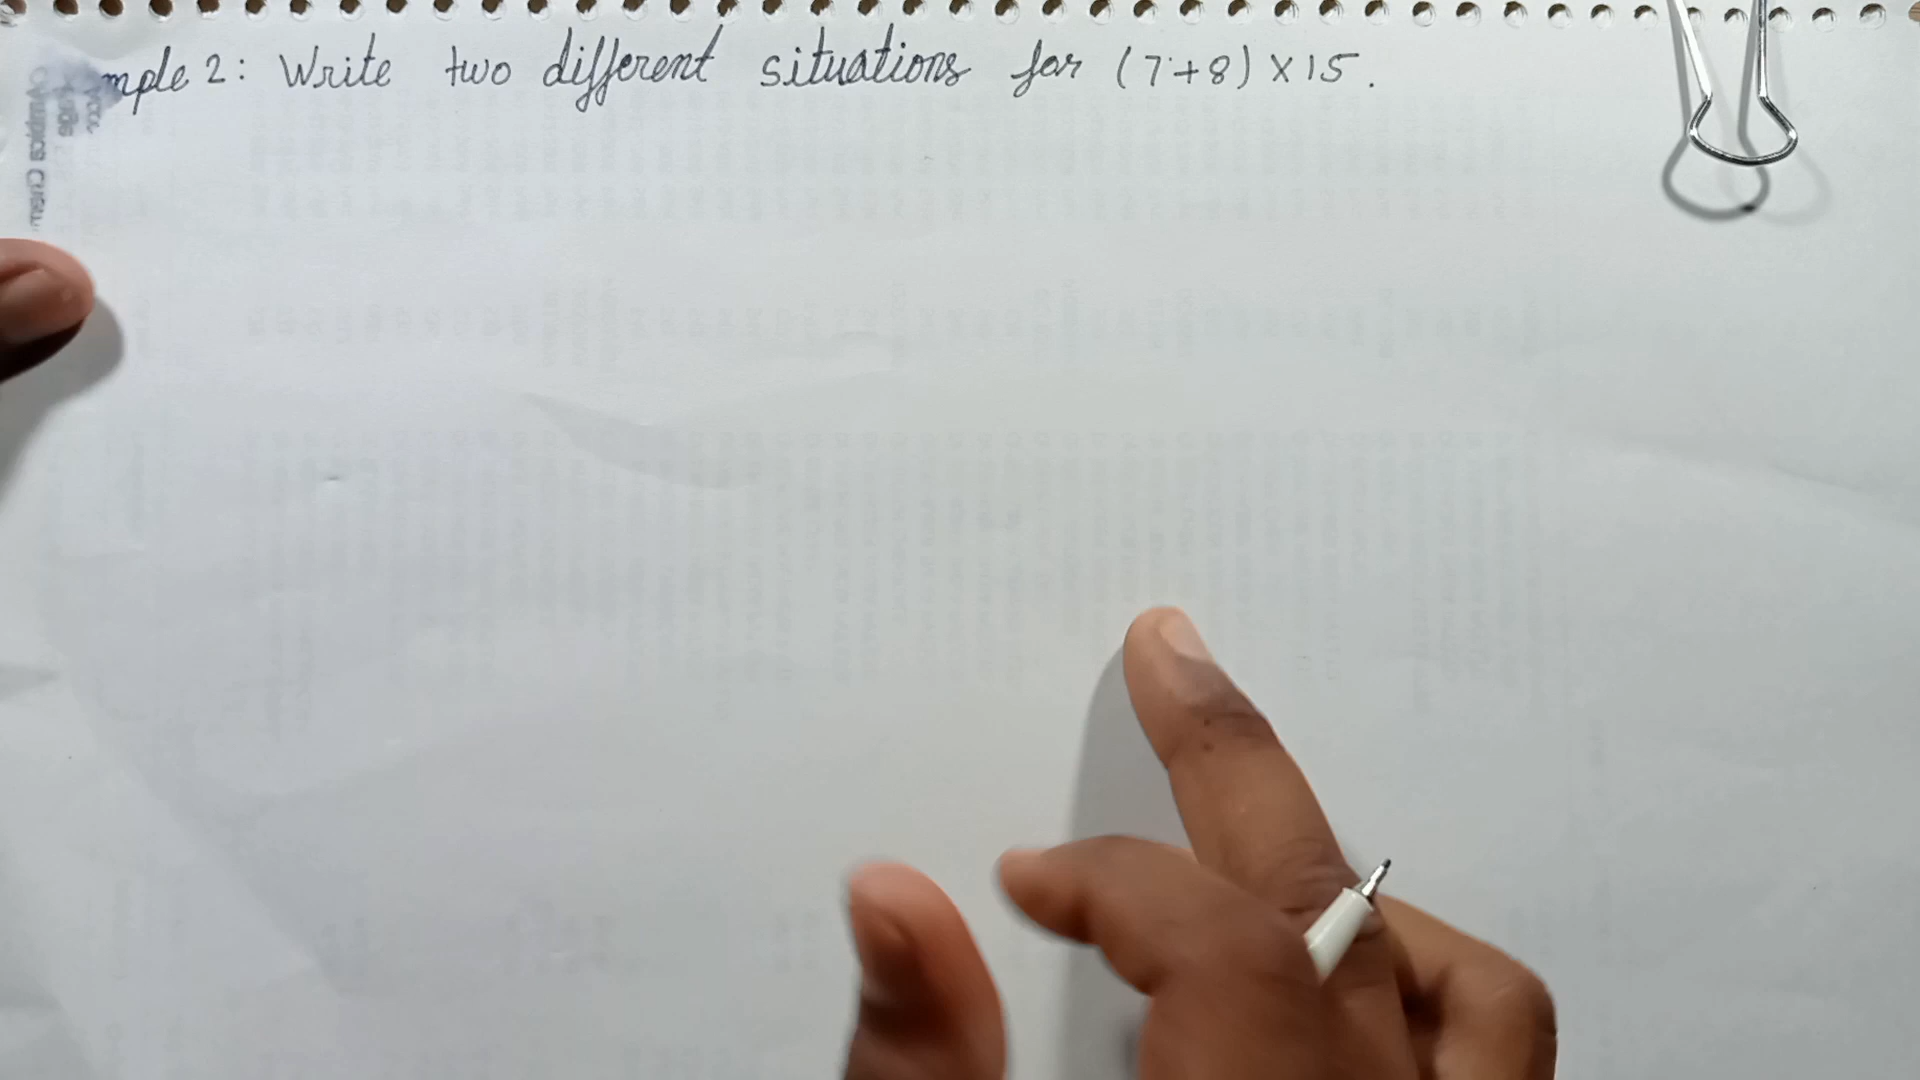 mple 2: Write two different situations for (7+8) × 15.